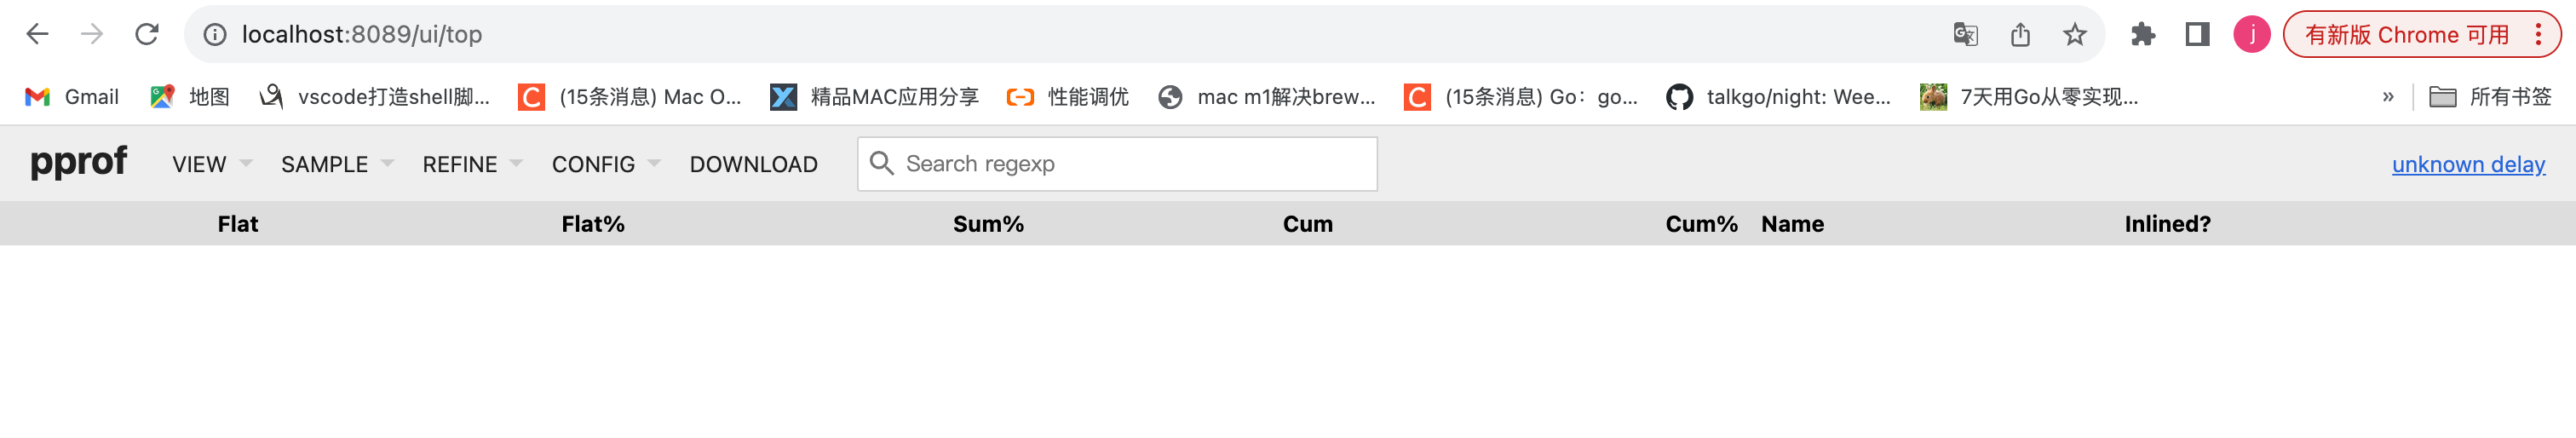 localhost:8089/ui/top 有新版 Chrome 可用
Gmail 地图 vscode打造shell脚... (15条消息) Mac O... 精品MAC应用分享 性能调优 mac m1解决brew... (15条消息) Go：go... talkgo/night: Wee... 7天用Go从零实现... » 所有书签
pprof VIEW SAMPLE REFINE CONFIG DOWNLOAD Search regexp unknown delay
Flat Flat% Sum% Cum Cum% Name Inlined?